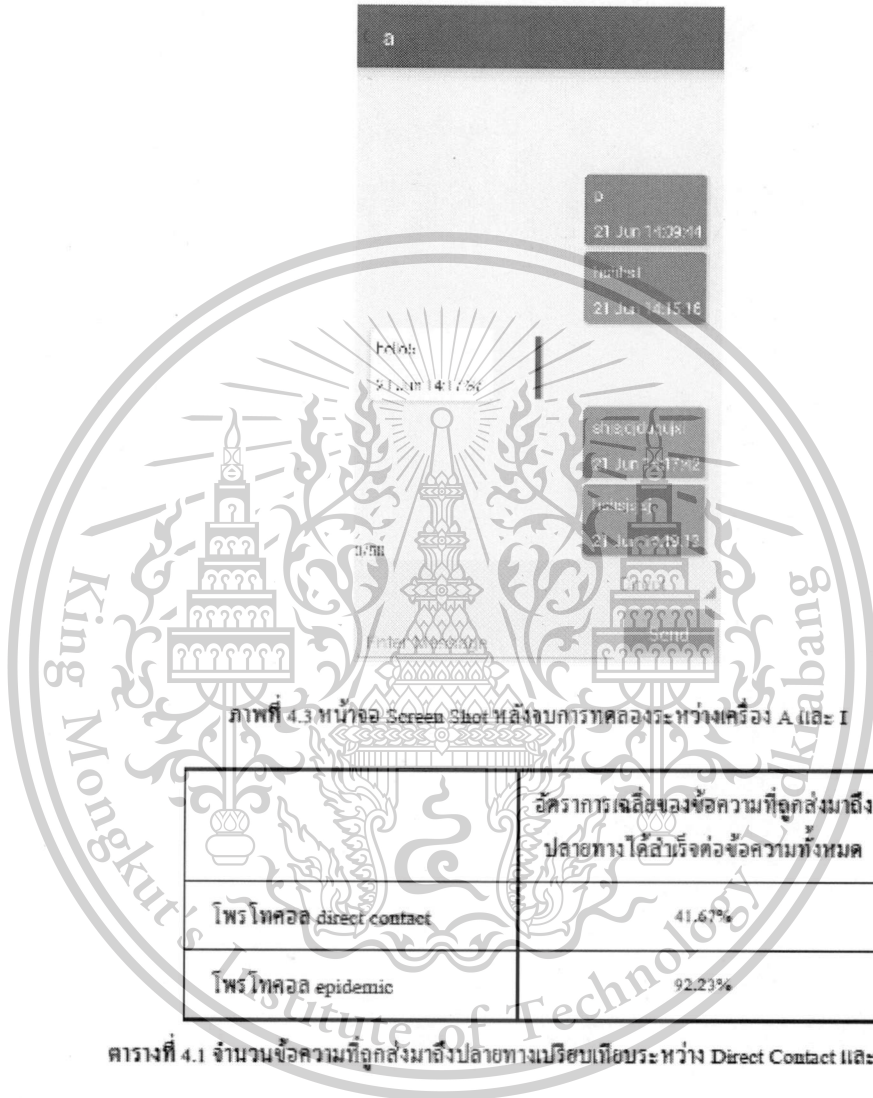 a
p
21 Jun 14:09:44
21 Jun 14:15:16
21 Jun
21 Jun
Enter Message
Send
ภาพที่ 4.3 หน้าจอ Screen Shot หลังจบการทดลองระหว่างเครื่อง A และ I
อัตราการเฉลี่ยของข้อความที่ถูกส่งมาถึง
ปลายทางได้สำเร็จต่อข้อความทั้งหมด
โพรโทคอล direct contact
41.67%
โพรโทคอล epidemic
92.23%
ตารางที่ 4.1 จำนวนข้อความที่ถูกส่งมาถึงปลายทางเปรียบเทียบระหว่าง Direct Contact และ
King Mongkut's Institute of Technology Ladkrabang